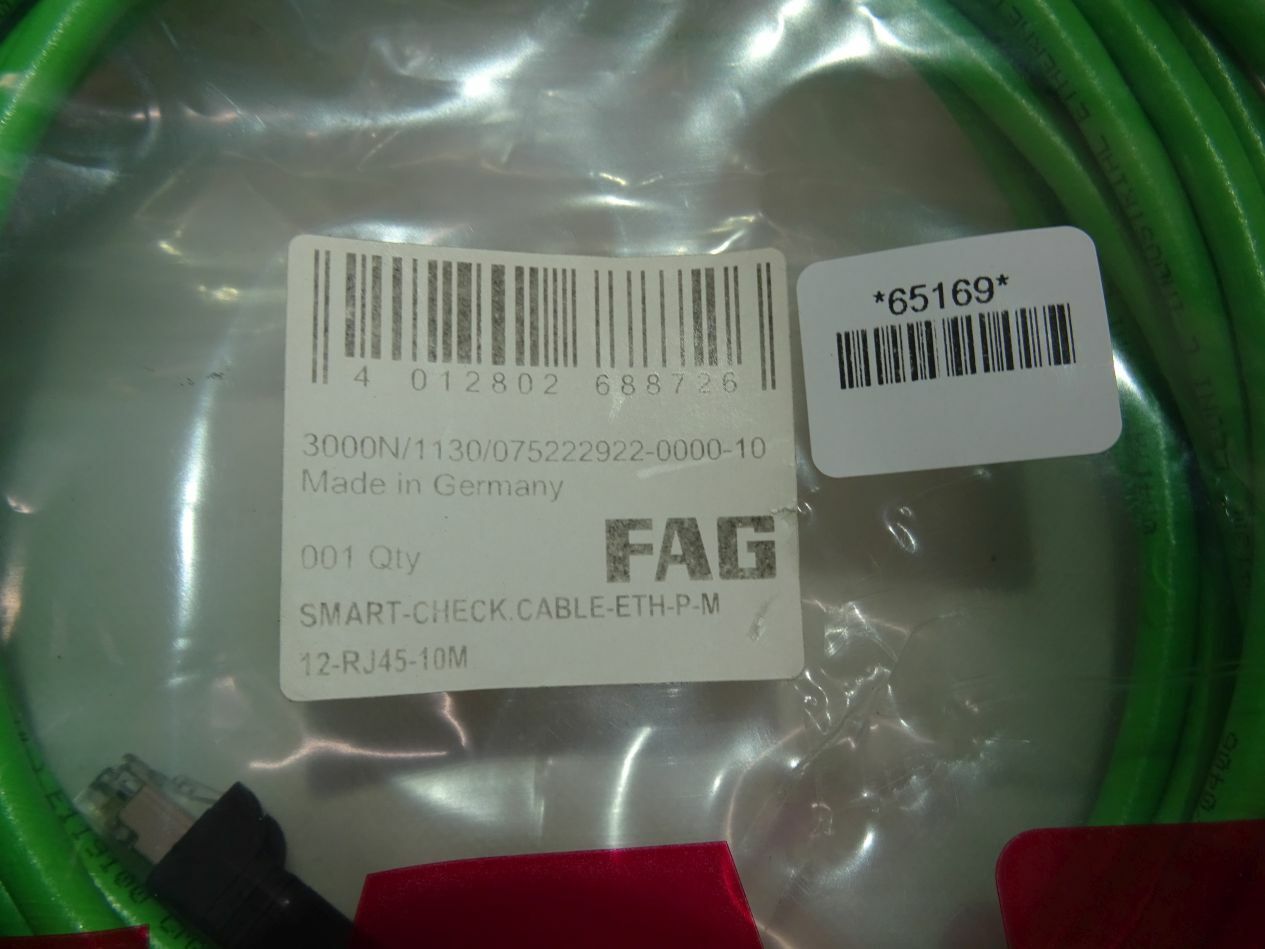 4 012802 688726
*65169*
3000N/1130/075222922-0000-10
Made in Germany
001 Qty
FAG
SMART-CHECK.CABLE-ETH-P-M
12-RJ45-10M